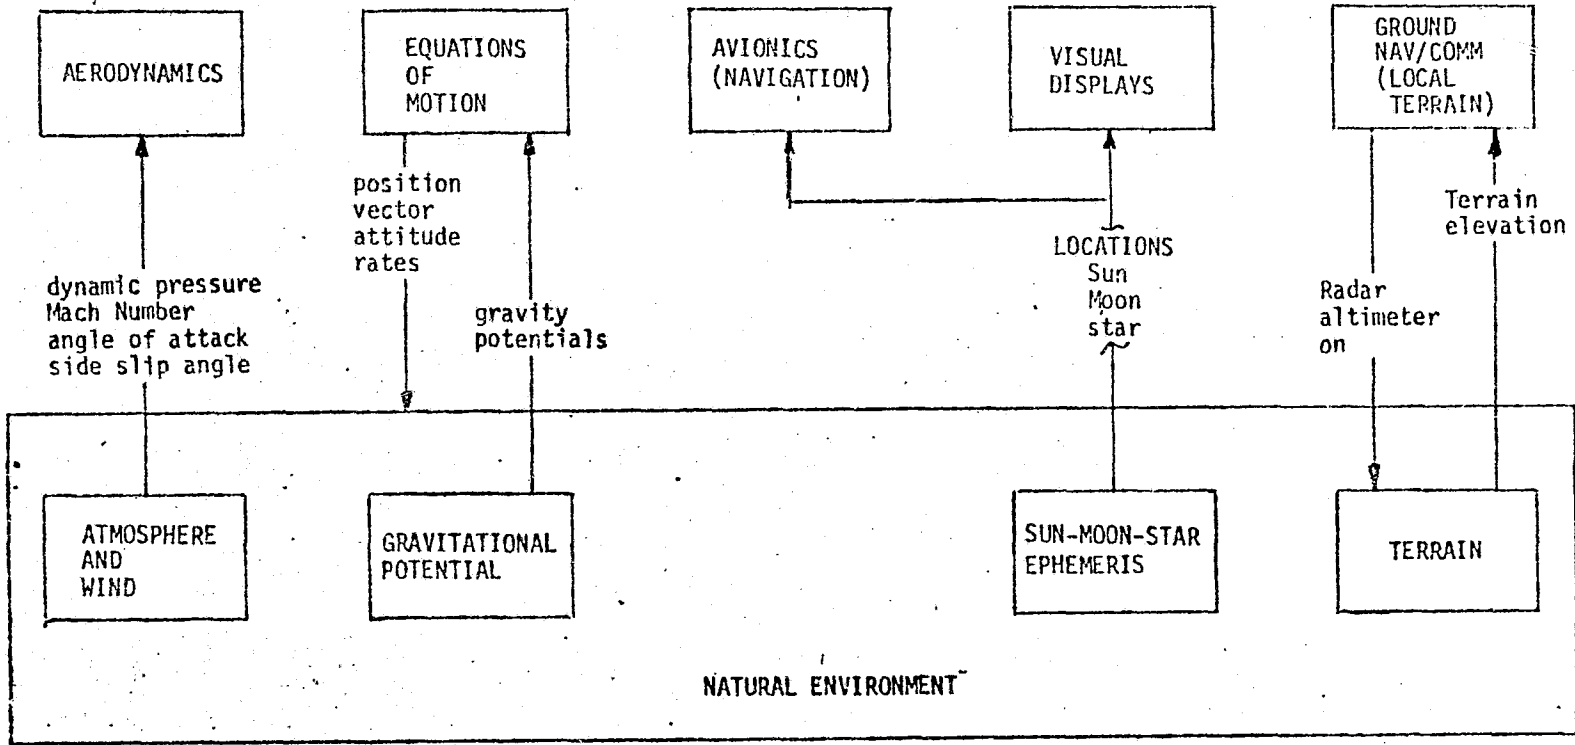 AERODYNAMICS
EQUATIONS
OF
MOTION
AVIONICS
(NAVIGATION)
VISUAL
DISPLAYS
GROUND
NAV/COMM
(LOCAL
TERRAIN)
dynamic pressure
Mach Number
angle of attack
side slip angle
position
vector
attitude
rates
gravity
potentials
LOCATIONS
Sun
Moon
star
Radar
altimeter
on
Terrain
elevation
ATMOSPHERE
AND
WIND
GRAVITATIONAL
POTENTIAL
SUN-MOON-STAR
EPHEMERIS
TERRAIN
NATURAL ENVIRONMENT